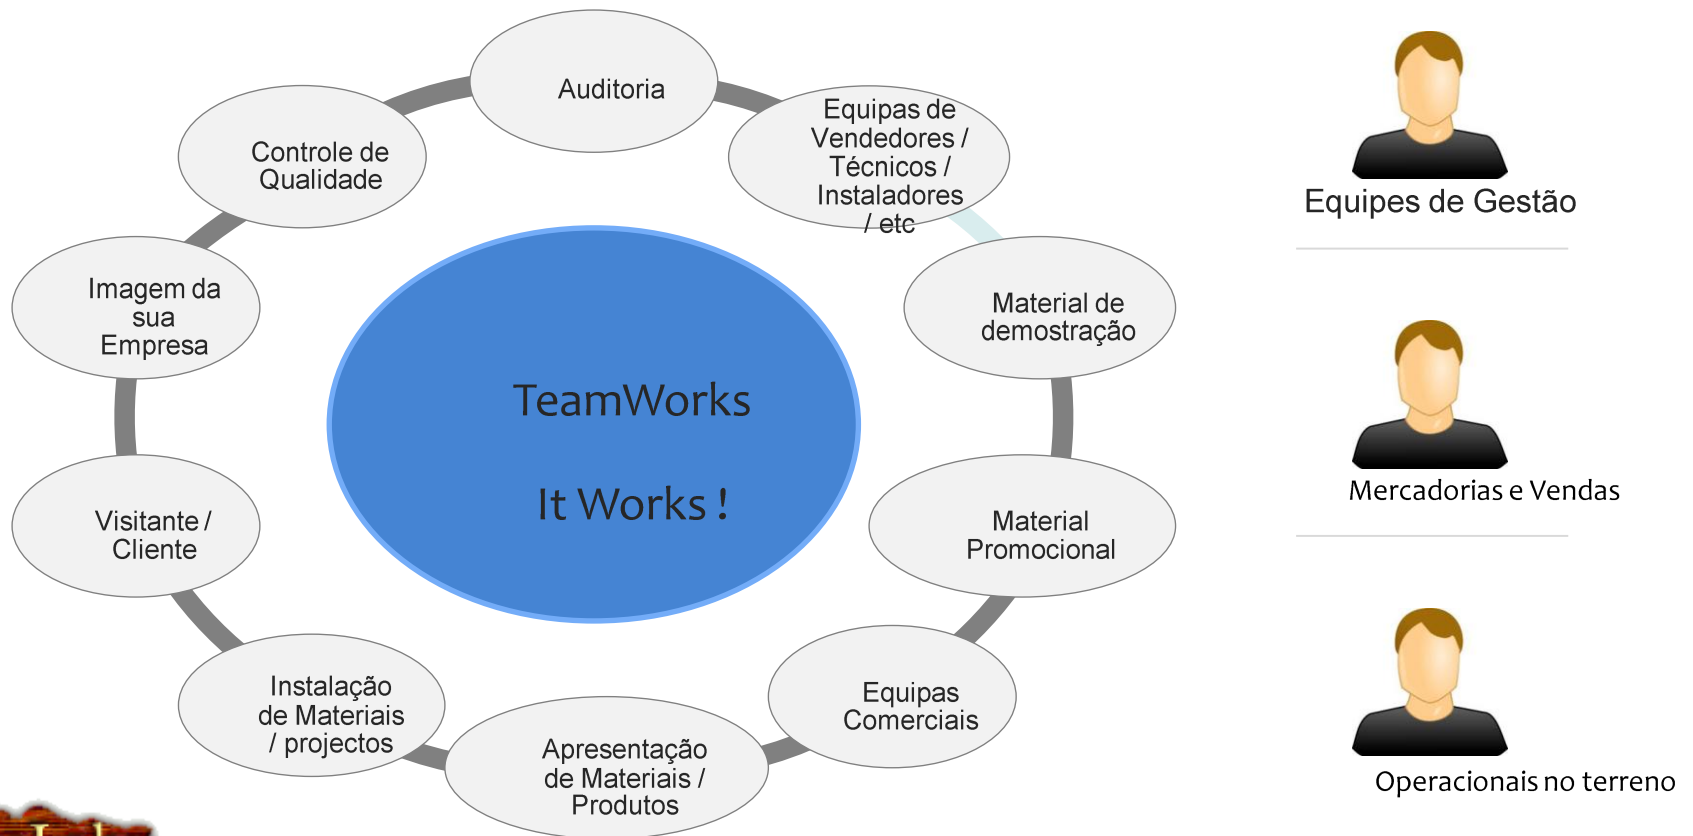 Auditoria
Equipas de
Vendedores /
Técnicos /
Instaladores
/ etc
Material de
demostração
Material
Promocional
Equipas
Comerciais
Apresentação
de Materiais /
Produtos
Instalação
de Materiais
/ projectos
Visitante /
Cliente
Imagem da
sua
Empresa
Controle de
Qualidade
TeamWorks
It Works !
Equipes de Gestão
Mercadorias e Vendas
Operacionais no terreno